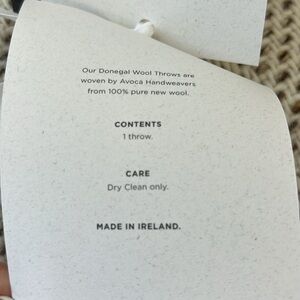 Our Donegal Wool Throws are
woven by Avoca Handweavers
from 100% pure new wool.
CONTENTS
1 throw.
CARE
Dry Clean only.
MADE IN IRELAND.